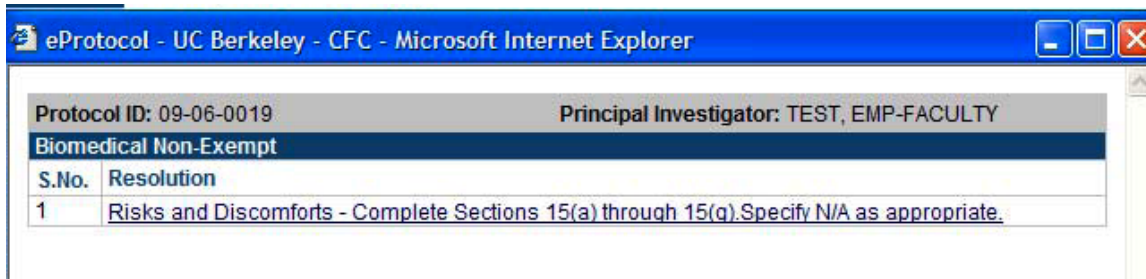 eProtocol - UC Berkeley - CFC - Microsoft Internet Explorer
Protocol ID: 09-06-0019 Principal Investigator: TEST, EMP-FACULTY
Biomedical Non-Exempt
S.No. Resolution
1 Risks and Discomforts - Complete Sections 15(a) through 15(g).Specify N/A as appropriate.